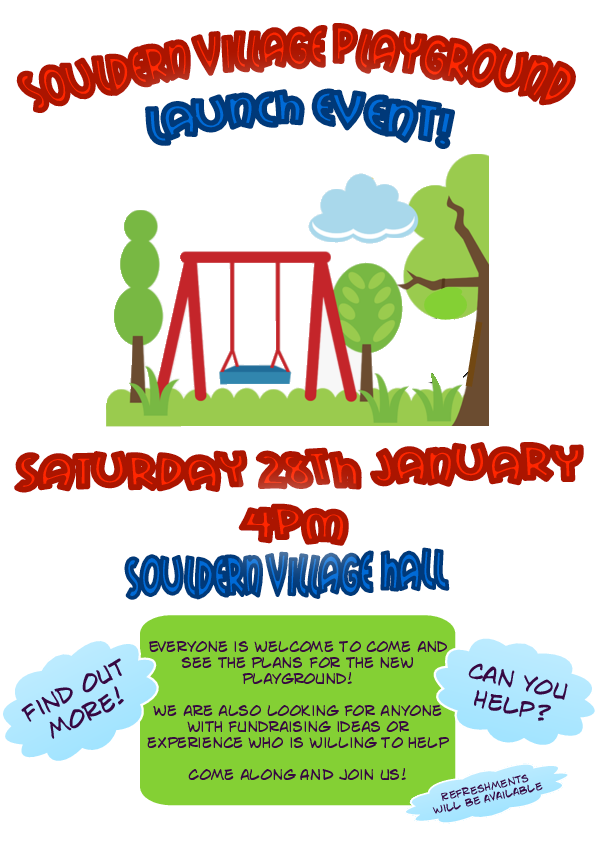 SOULDERN VILLAGE PLAYGROUND
LAUNCH EVENT!
SATURDAY 28TH JANUARY
4PM
SOULDERN VILLAGE HALL
EVERYONE IS WELCOME TO COME AND
SEE THE PLANS FOR THE NEW
PLAYGROUND!
WE ARE ALSO LOOKING FOR ANYONE
WITH FUNDRAISING IDEAS OR
EXPERIENCE WHO IS WILLING TO HELP
COME ALONG AND JOIN US!
FIND OUT
MORE!
CAN YOU
HELP?
REFRESHMENTS
WILL BE AVAILABLE